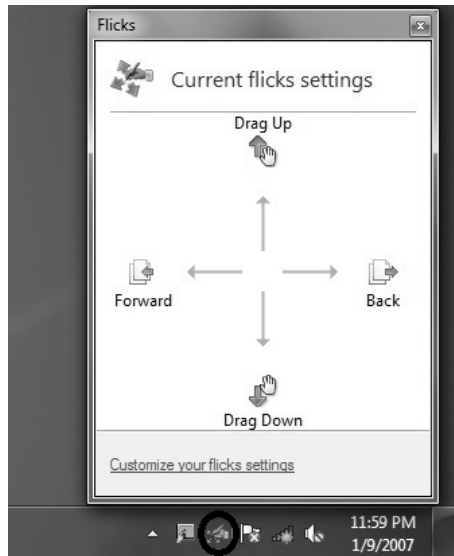 Flicks
Current flicks settings
Drag Up
Forward
Back
Drag Down
Customize your flicks settings
11:59 PM
1/9/2007